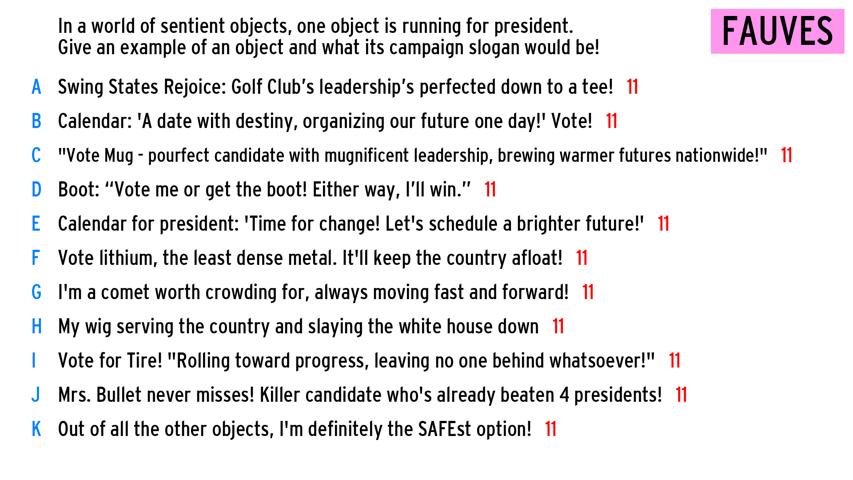 In a world of sentient objects, one object is running for president.
Give an example of an object and what its campaign slogan would be!
FAUVES
A Swing States Rejoice: Golf Club's leadership's perfected down to a tee! 11
B Calendar: 'A date with destiny, organizing our future one day!' Vote! 11
C "Vote Mug - pourfect candidate with mugnificent leadership, brewing warmer futures nationwide!" 11
D Boot: “Vote me or get the boot! Either way, I’ll win.” 11
E Calendar for president: 'Time for change! Let's schedule a brighter future!' 11
F Vote lithium, the least dense metal. It'll keep the country afloat! 11
G I'm a comet worth crowding for, always moving fast and forward! 11
H My wig serving the country and slaying the white house down 11
I Vote for Tire! "Rolling toward progress, leaving no one behind whatsoever!" 11
J Mrs. Bullet never misses! Killer candidate who's already beaten 4 presidents! 11
K Out of all the other objects, I'm definitely the SAFEst option! 11